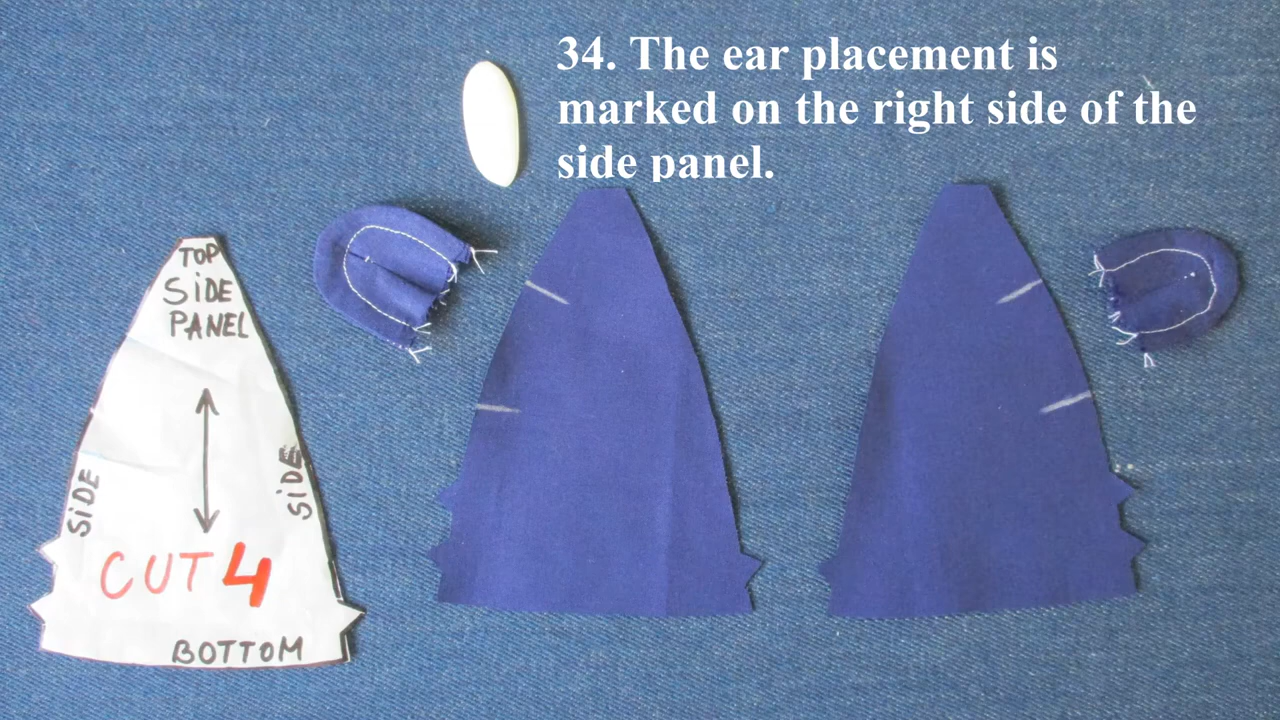 34. The ear placement is
marked on the right side of the
side panel.
TOP
SiDE
PANEL
SiDE
SiDE
CUT 4
BOTTOM